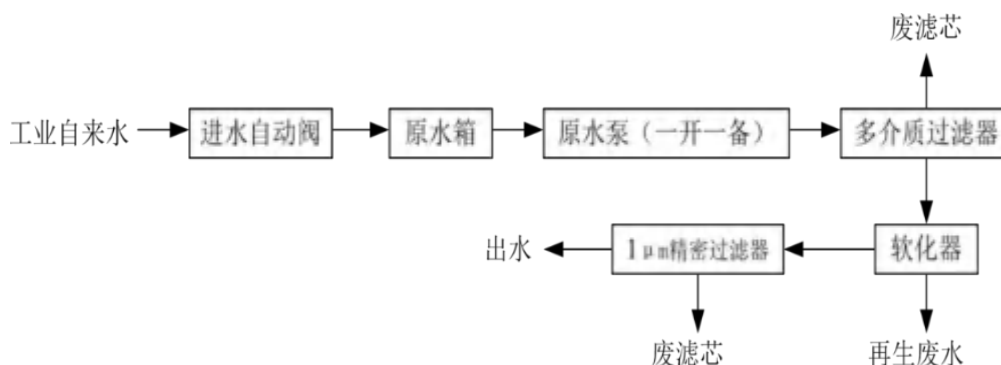 废滤芯
工业自来水
进水自动阀
原水箱
原水泵（一开一备）
多介质过滤器
出水
1μm精密过滤器
软化器
废滤芯
再生废水